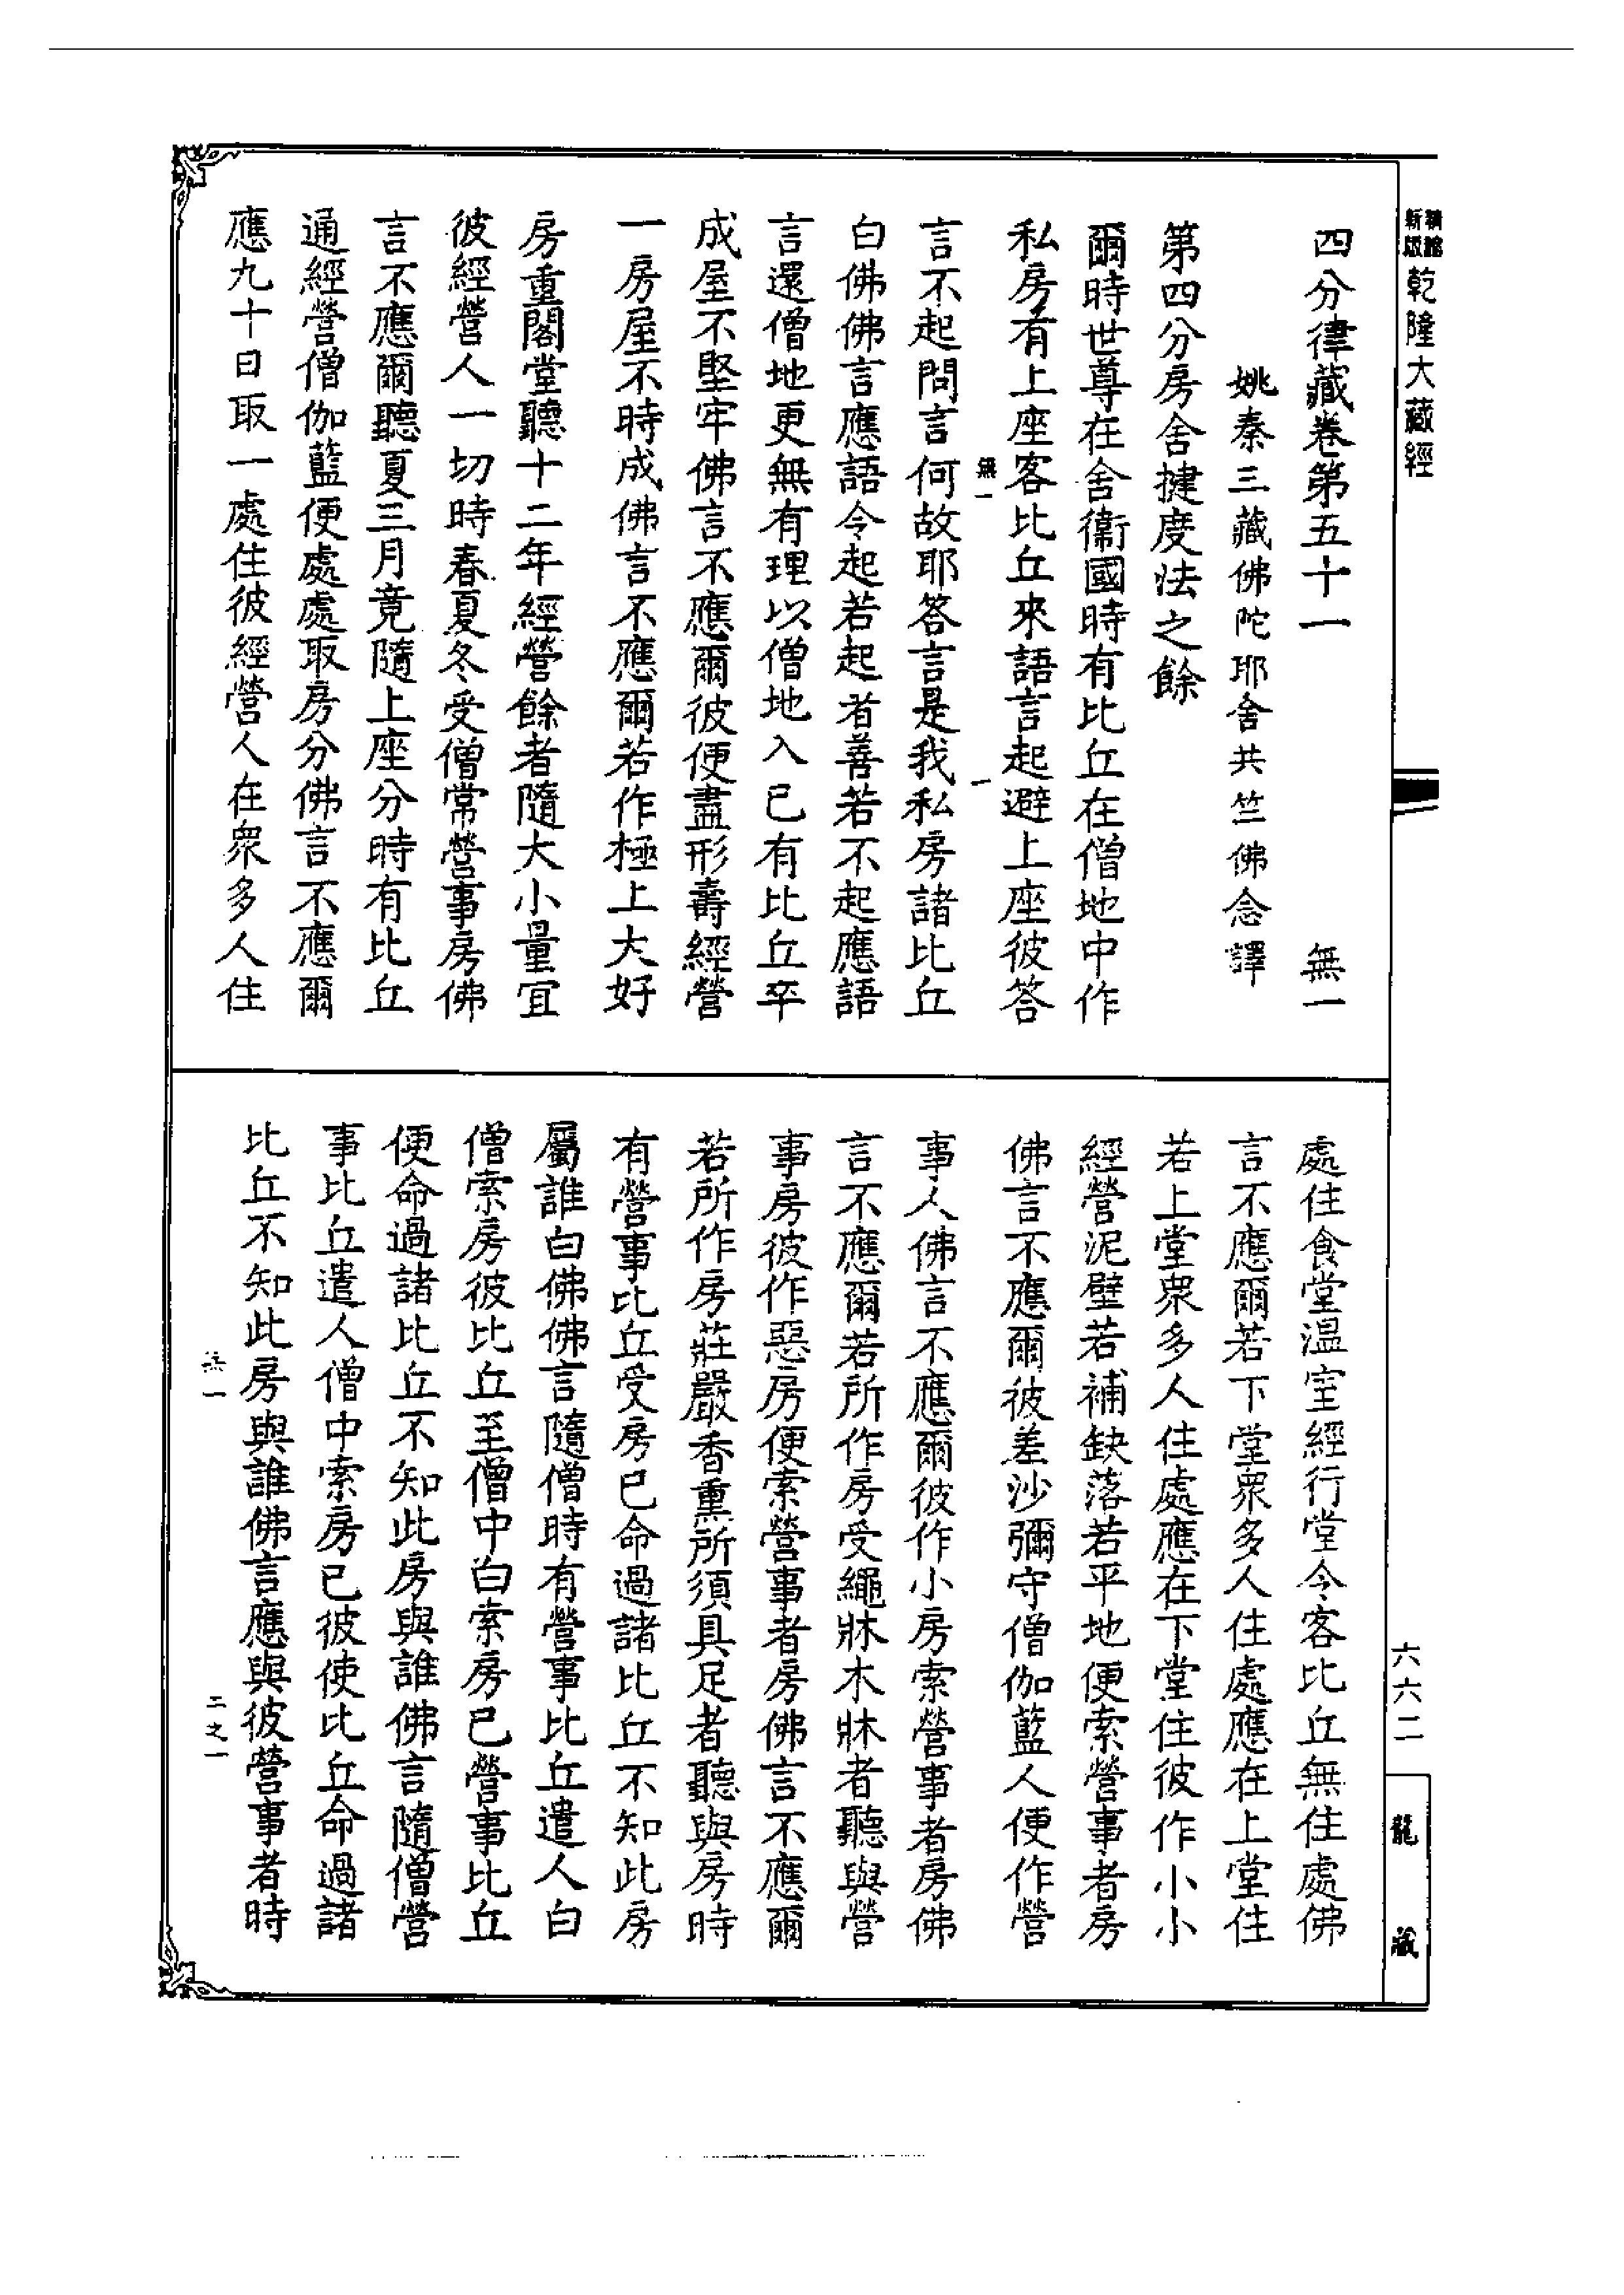 新版
乾隆大藏經
四分律藏卷第五十一　無一
姚秦三藏佛陀耶舍共竺佛念譯
第四分房舍揵度法之餘
爾時世尊在舍衛國時有比丘在僧地中作
私房有上座客比丘來語言起避上座彼答
無一　一
言不起問言何故耶答言是我私房諸比丘
白佛佛言應語令起若起者善若不起應語
言還僧地更無有理以僧地入已有比丘卒
成屋不堅牢佛言不應爾彼便盡形壽經營
一房屋不時成佛言不應爾若作極上大好
房重閣堂聽十二年經營餘者隨大小量宜
彼經營人一切時春夏冬受僧常營事房佛
言不應爾聽夏三月竟隨上座分時有比丘
通經營僧伽藍便處處取房分佛言不應爾
應九十日取一處住彼經營人在眾多人住
處住食堂溫室經行堂令客比丘無住處佛
言不應爾若下堂眾多人住處應在上堂住
若上堂眾多人住處應在下堂住彼作小小
經營泥壁若補缺落若平地便索營事者房
佛言不應爾彼差沙彌守僧伽藍人便作營
事人佛言不應爾彼作小房索營事者房佛
言不應爾若所作房受繩牀木牀者聽與營
事房彼作惡房便索營事者房佛言不應爾
若所作房莊嚴香熏所須具足者聽與房時
有營事比丘受房已命過諸比丘不知此房
屬誰白佛佛言隨僧時有營事比丘遣人白
僧索房彼比丘至僧中白索房已營事比丘
便命過諸比丘不知此房與誰佛言隨僧營
事比丘遣人僧中索房已彼使比丘命過諸
比丘不知此房與誰佛言應與彼營事者時
無一　二之一
六六二
龍藏